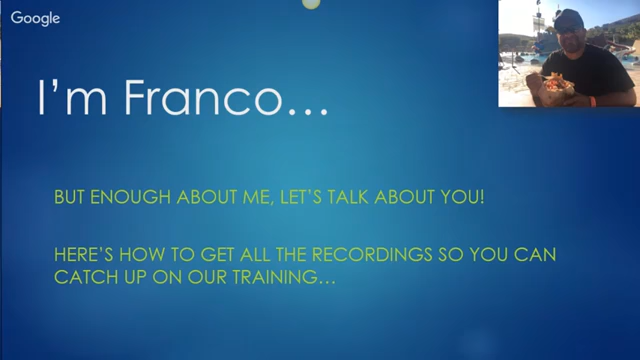 Google
I'm Franco...
BUT ENOUGH ABOUT ME, LET'S TALK ABOUT YOU!
HERE'S HOW TO GET ALL THE RECORDINGS SO YOU CAN
CATCH UP ON OUR TRAINING...